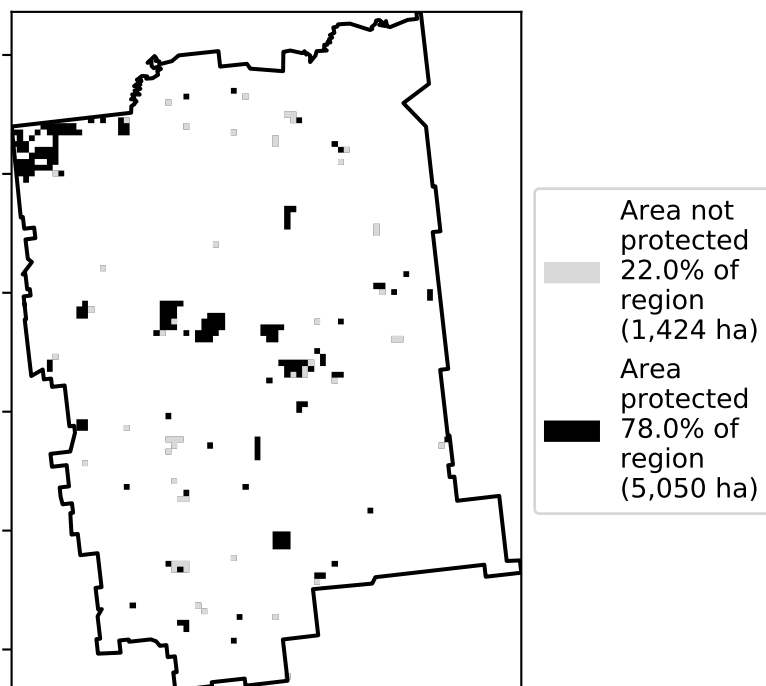 Area not
protected
22.0% of
region
(1,424 ha)
Area
protected
78.0% of
region
(5,050 ha)